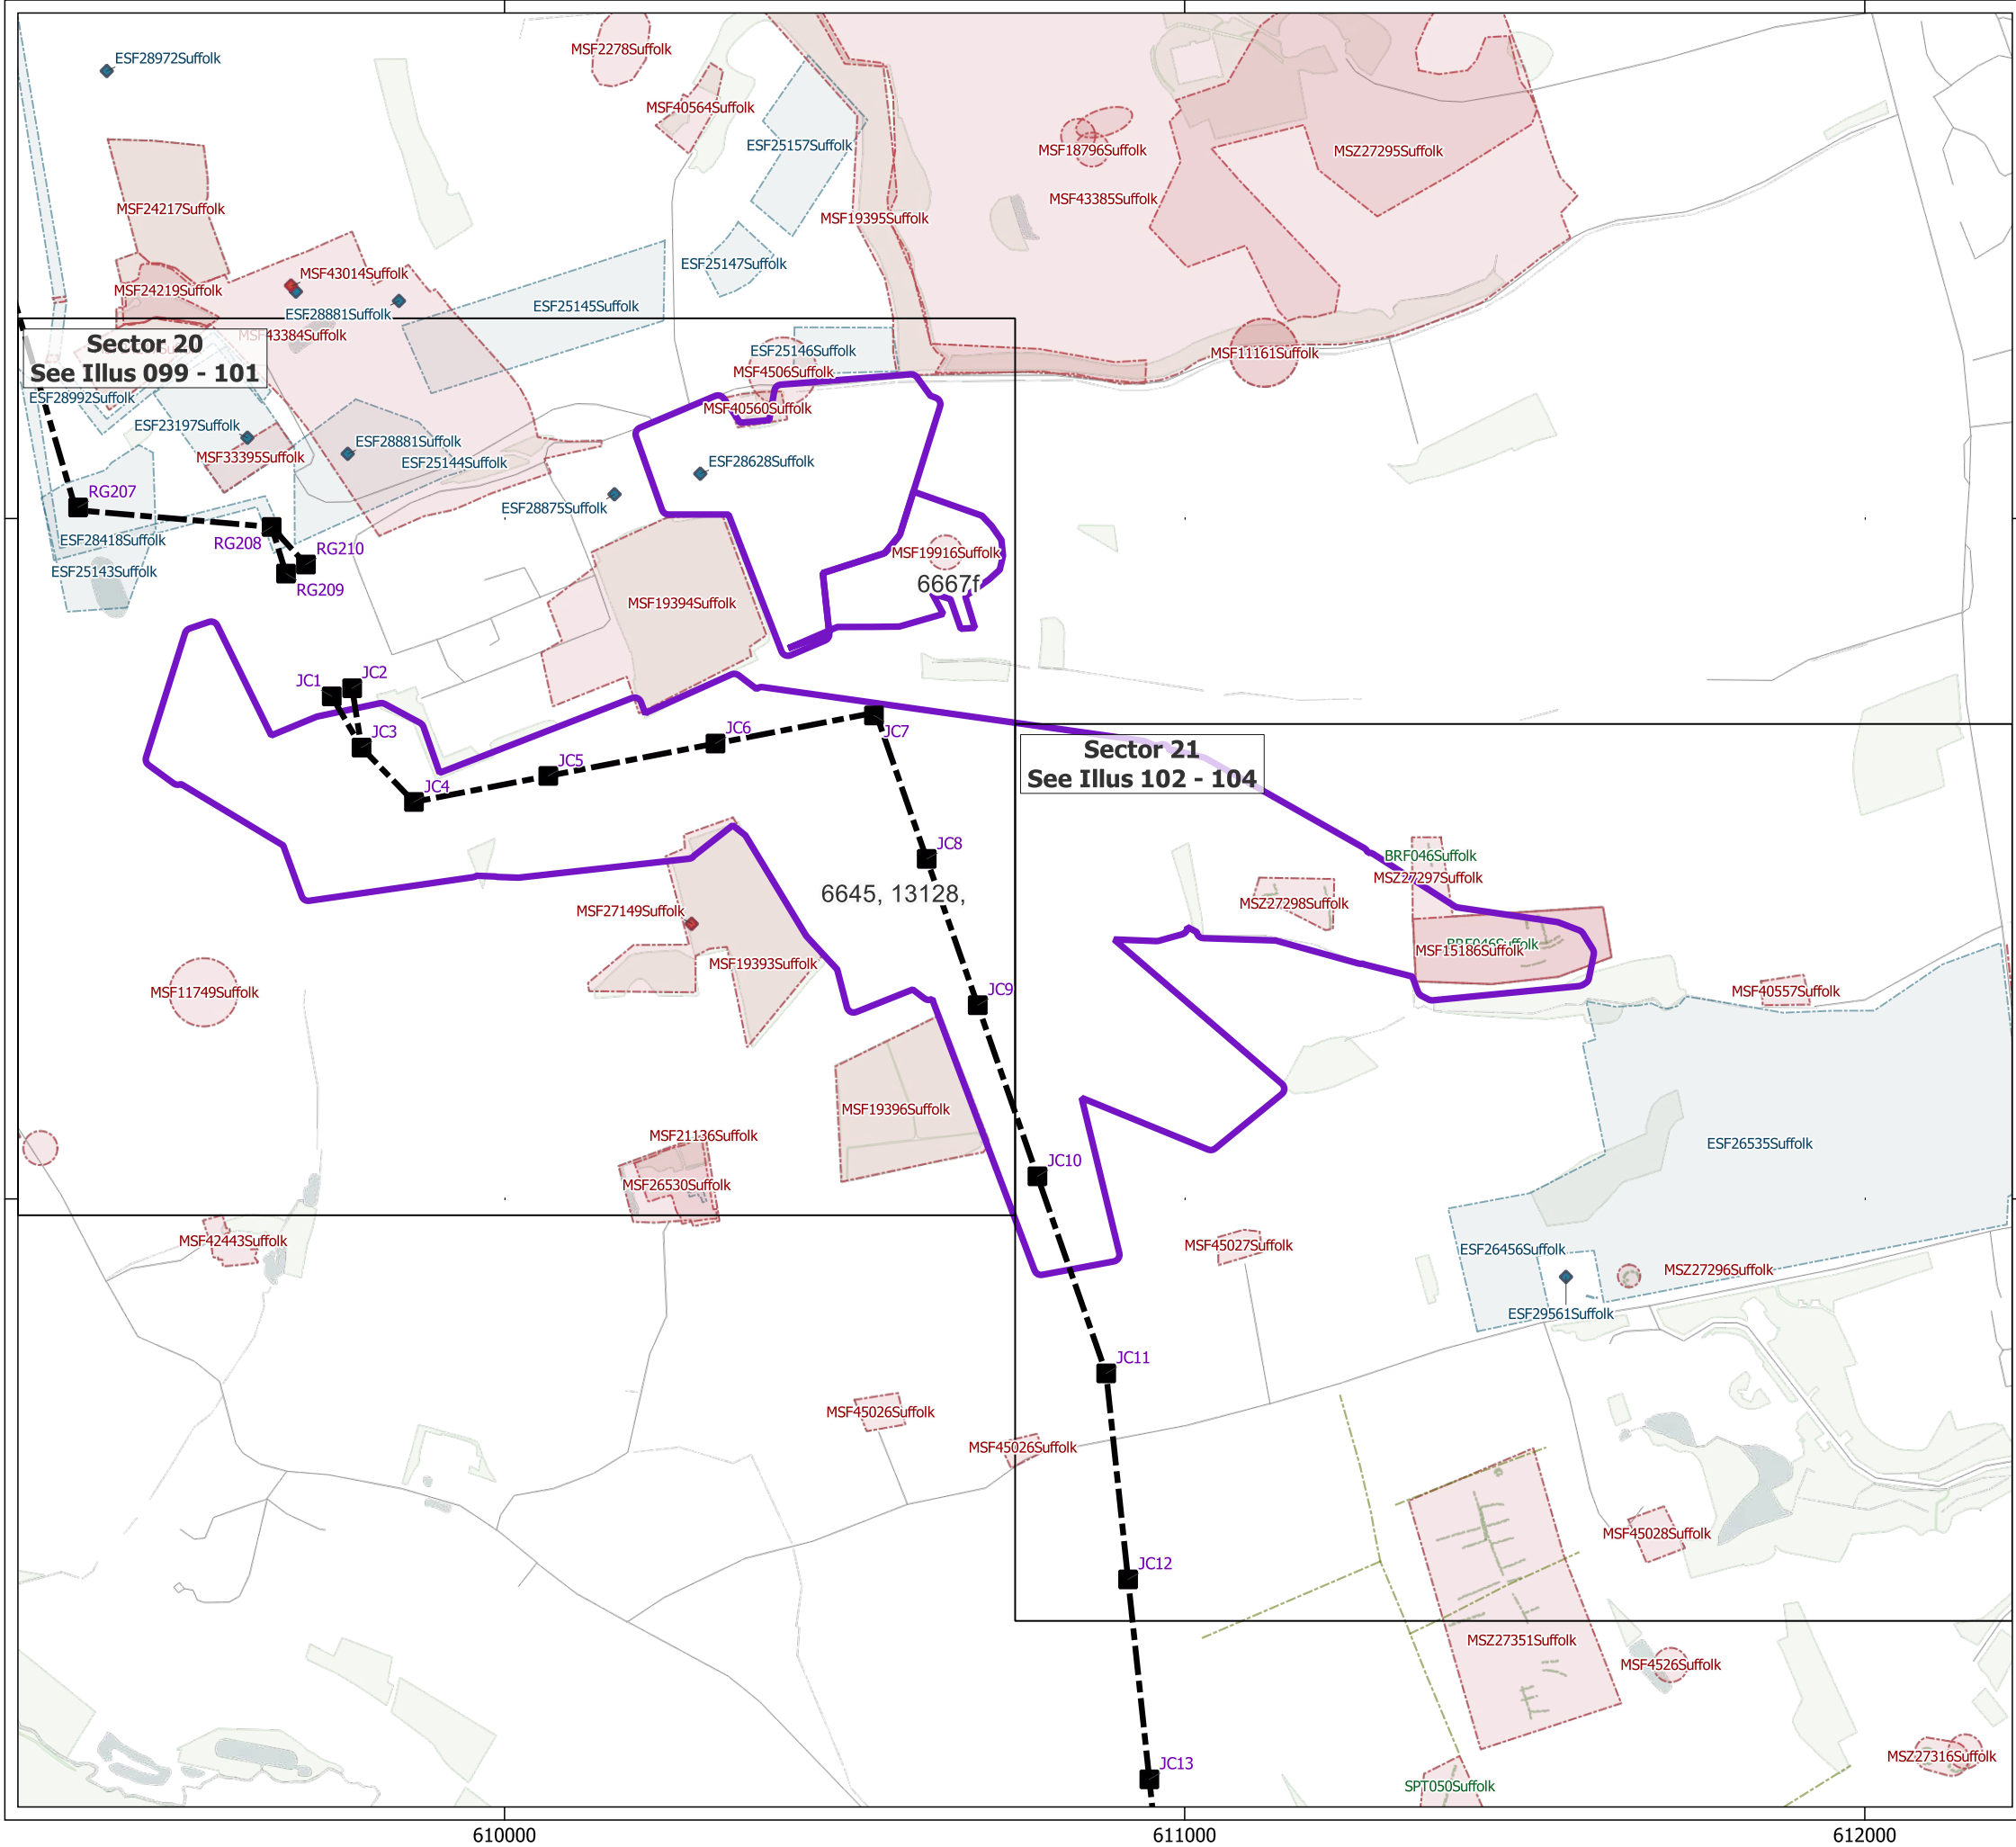 ESF28972Suffolk
MSF2278Suffolk
MSF40564Suffolk
ESF25157Suffolk
MSF18796Suffolk
MSZ27295Suffolk
MSF43385Suffolk
MSF24217Suffolk
MSF19395Suffolk
ESF25147Suffolk
MSF43014Suffolk
MSF24219Suffolk
ESF25145Suffolk
ESF28881Suffolk
MSF43384Suffolk
Sector 20
See Illus 099 - 101
ESF25146Suffolk
MSF11161Suffolk
MSF4506Suffolk
ESF28992Suffolk
MSF40560Suffolk
ESF23197Suffolk
ESF28881Suffolk
MSF33395Suffolk
ESF25144Suffolk
ESF28628Suffolk
RG207
ESF28875Suffolk
ESF28418Suffolk
RG208
RG210
MSF19916Suffolk
ESF25143Suffolk
RG209
6667f
MSF19394Suffolk
JC1
JC2
JC3
JC7
JC6
JC5
JC4
Sector 21
See Illus 102 - 104
JC8
BRF046Suffolk
MSZ27297Suffolk
6645, 13128,
MSZ27298Suffolk
MSF27149Suffolk
BRF046Suffolk
MSF15186Suffolk
MSF19393Suffolk
MSF11749Suffolk
JC9
MSF40557Suffolk
MSF19396Suffolk
MSF21136Suffolk
ESF26535Suffolk
JC10
MSF26530Suffolk
MSF42443Suffolk
MSF45027Suffolk
ESF26456Suffolk
MSZ27296Suffolk
ESF29561Suffolk
JC11
MSF45026Suffolk
MSF45026Suffolk
MSF45028Suffolk
JC12
MSZ27351Suffolk
MSF4526Suffolk
JC13
MSZ27316Suffolk
SPT050Suffolk
610000
611000
612000